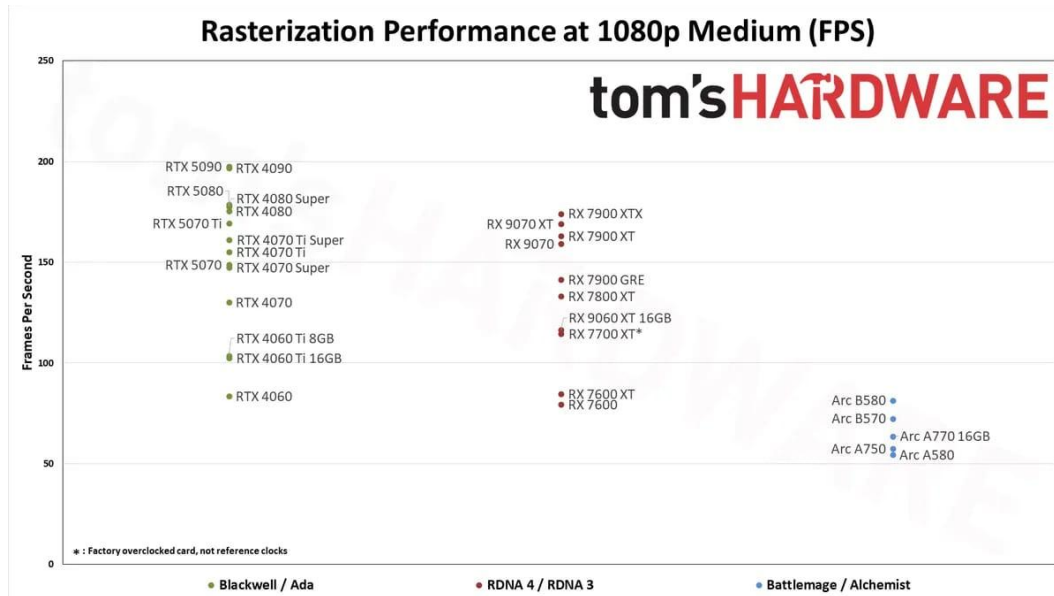 Rasterization Performance at 1080p Medium (FPS)
tom'sHARDWARE
Frames Per Second
250
200
150
100
50
0
RTX 5090
RTX 4090
RTX 5080
RTX 4080 Super
RTX 4080
RTX 5070 Ti
RTX 4070 Ti Super
RTX 4070 Ti
RTX 5070
RTX 4070 Super
RTX 4070
RTX 4060 Ti 8GB
RTX 4060 Ti 16GB
RTX 4060
RX 7900 XTX
RX 9070 XT
RX 7900 XT
RX 9070
RX 7900 GRE
RX 7800 XT
RX 9060 XT 16GB
RX 7700 XT*
RX 7600 XT
RX 7600
Arc B580
Arc B570
Arc A770 16GB
Arc A750
Arc A580
* : Factory overclocked card, not reference clocks
Blackwell / Ada
RDNA 4 / RDNA 3
Battlemage / Alchemist
tom'sHARDWARE